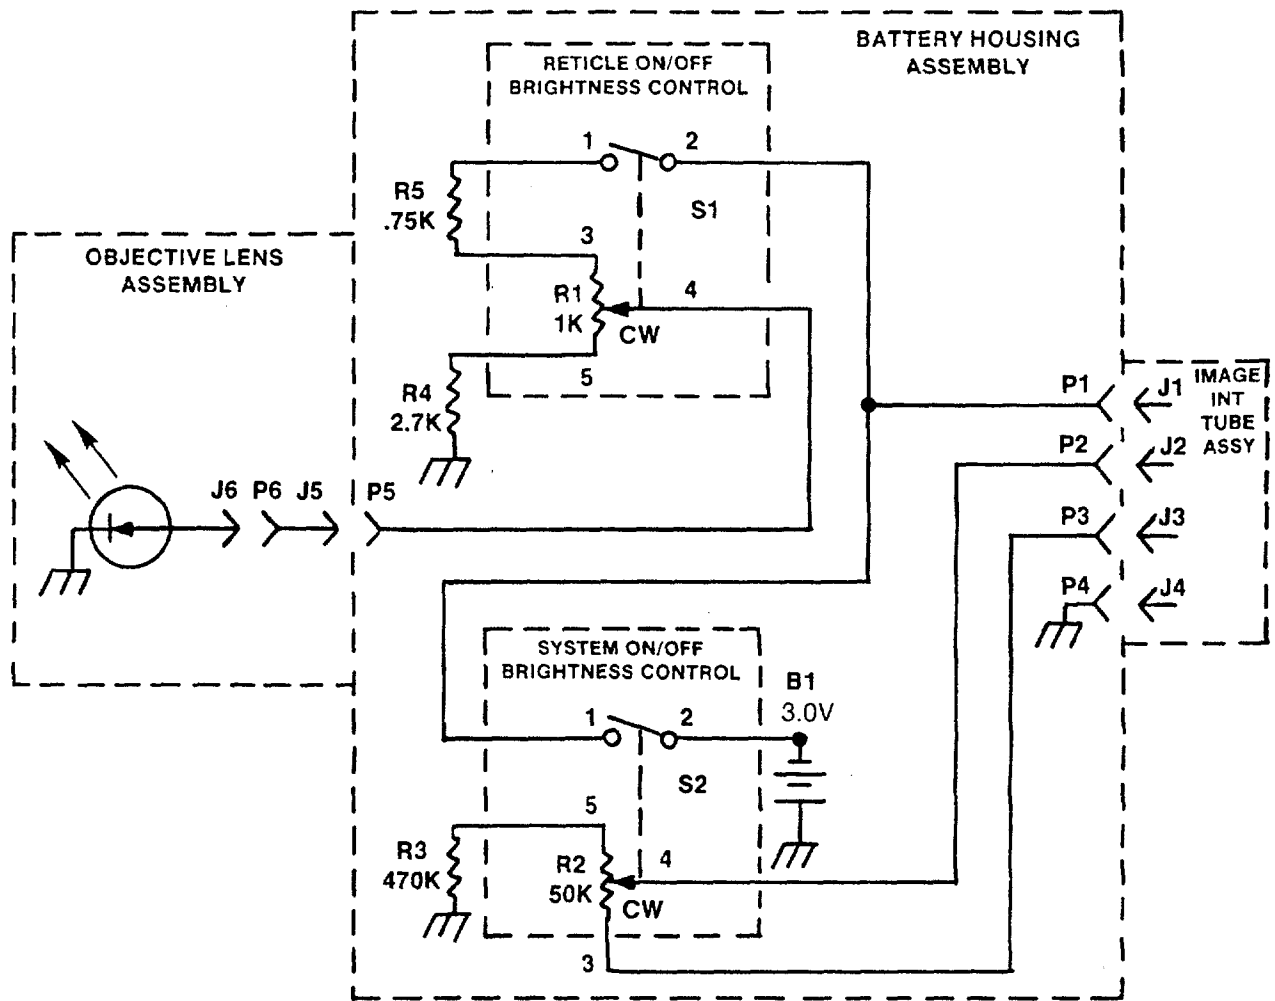 BATTERY HOUSING
ASSEMBLY
RETICLE ON/OFF
BRIGHTNESS CONTROL
1
2
R5
.75K
S1
3
OBJECTIVE LENS
ASSEMBLY
R1
1K
4
CW
5
R4
2.7K
P1
J1
IMAGE
INT
TUBE
ASSY
P2
J2
J6
P6
J5
P5
P3
J3
P4
J4
SYSTEM ON/OFF
BRIGHTNESS CONTROL
B1
3.0V
1
2
S2
5
R3
470K
R2
50K
4
CW
3